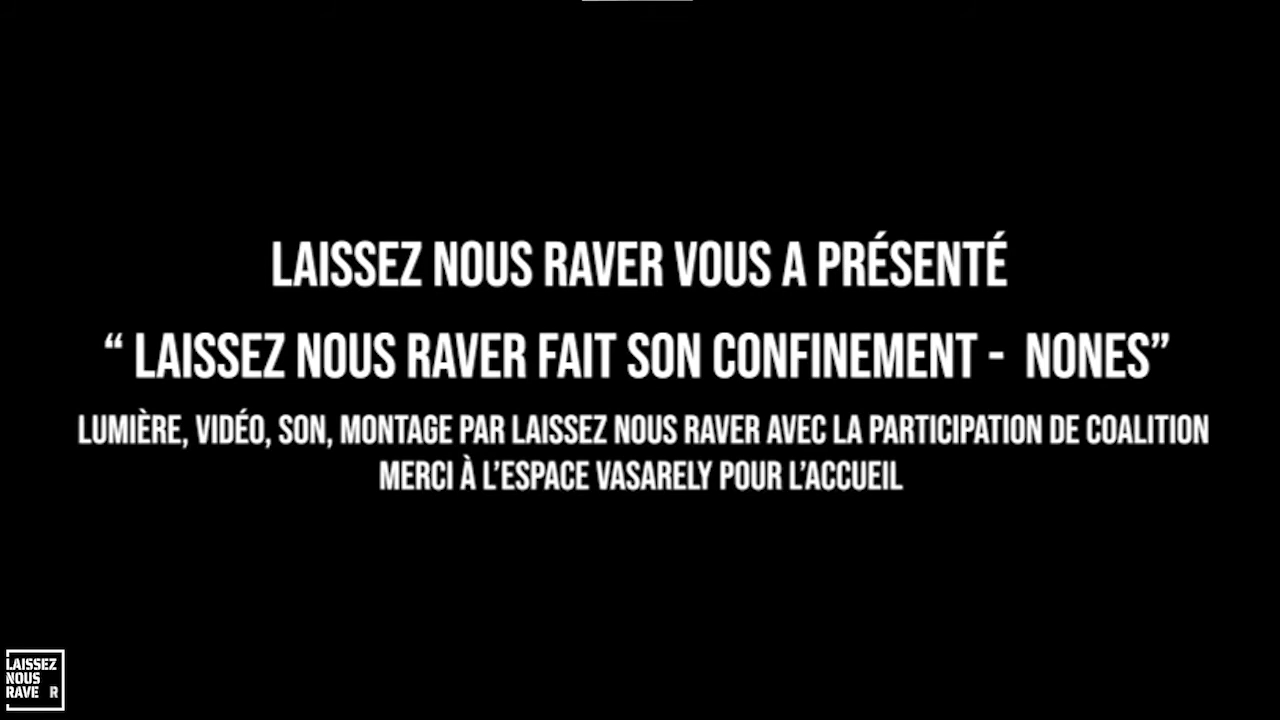 LAISSEZ NOUS RAVER VOUS A PRÉSENTÉ
“ LAISSEZ NOUS RAVER FAIT SON CONFINEMENT - NONES”
LUMIÈRE, VIDÉO, SON, MONTAGE PAR LAISSEZ NOUS RAVER AVEC LA PARTICIPATION DE COALITION
MERCI À L’ESPACE VASARELY POUR L’ACCUEIL
LAISSEZ
NOUS
RAVE R